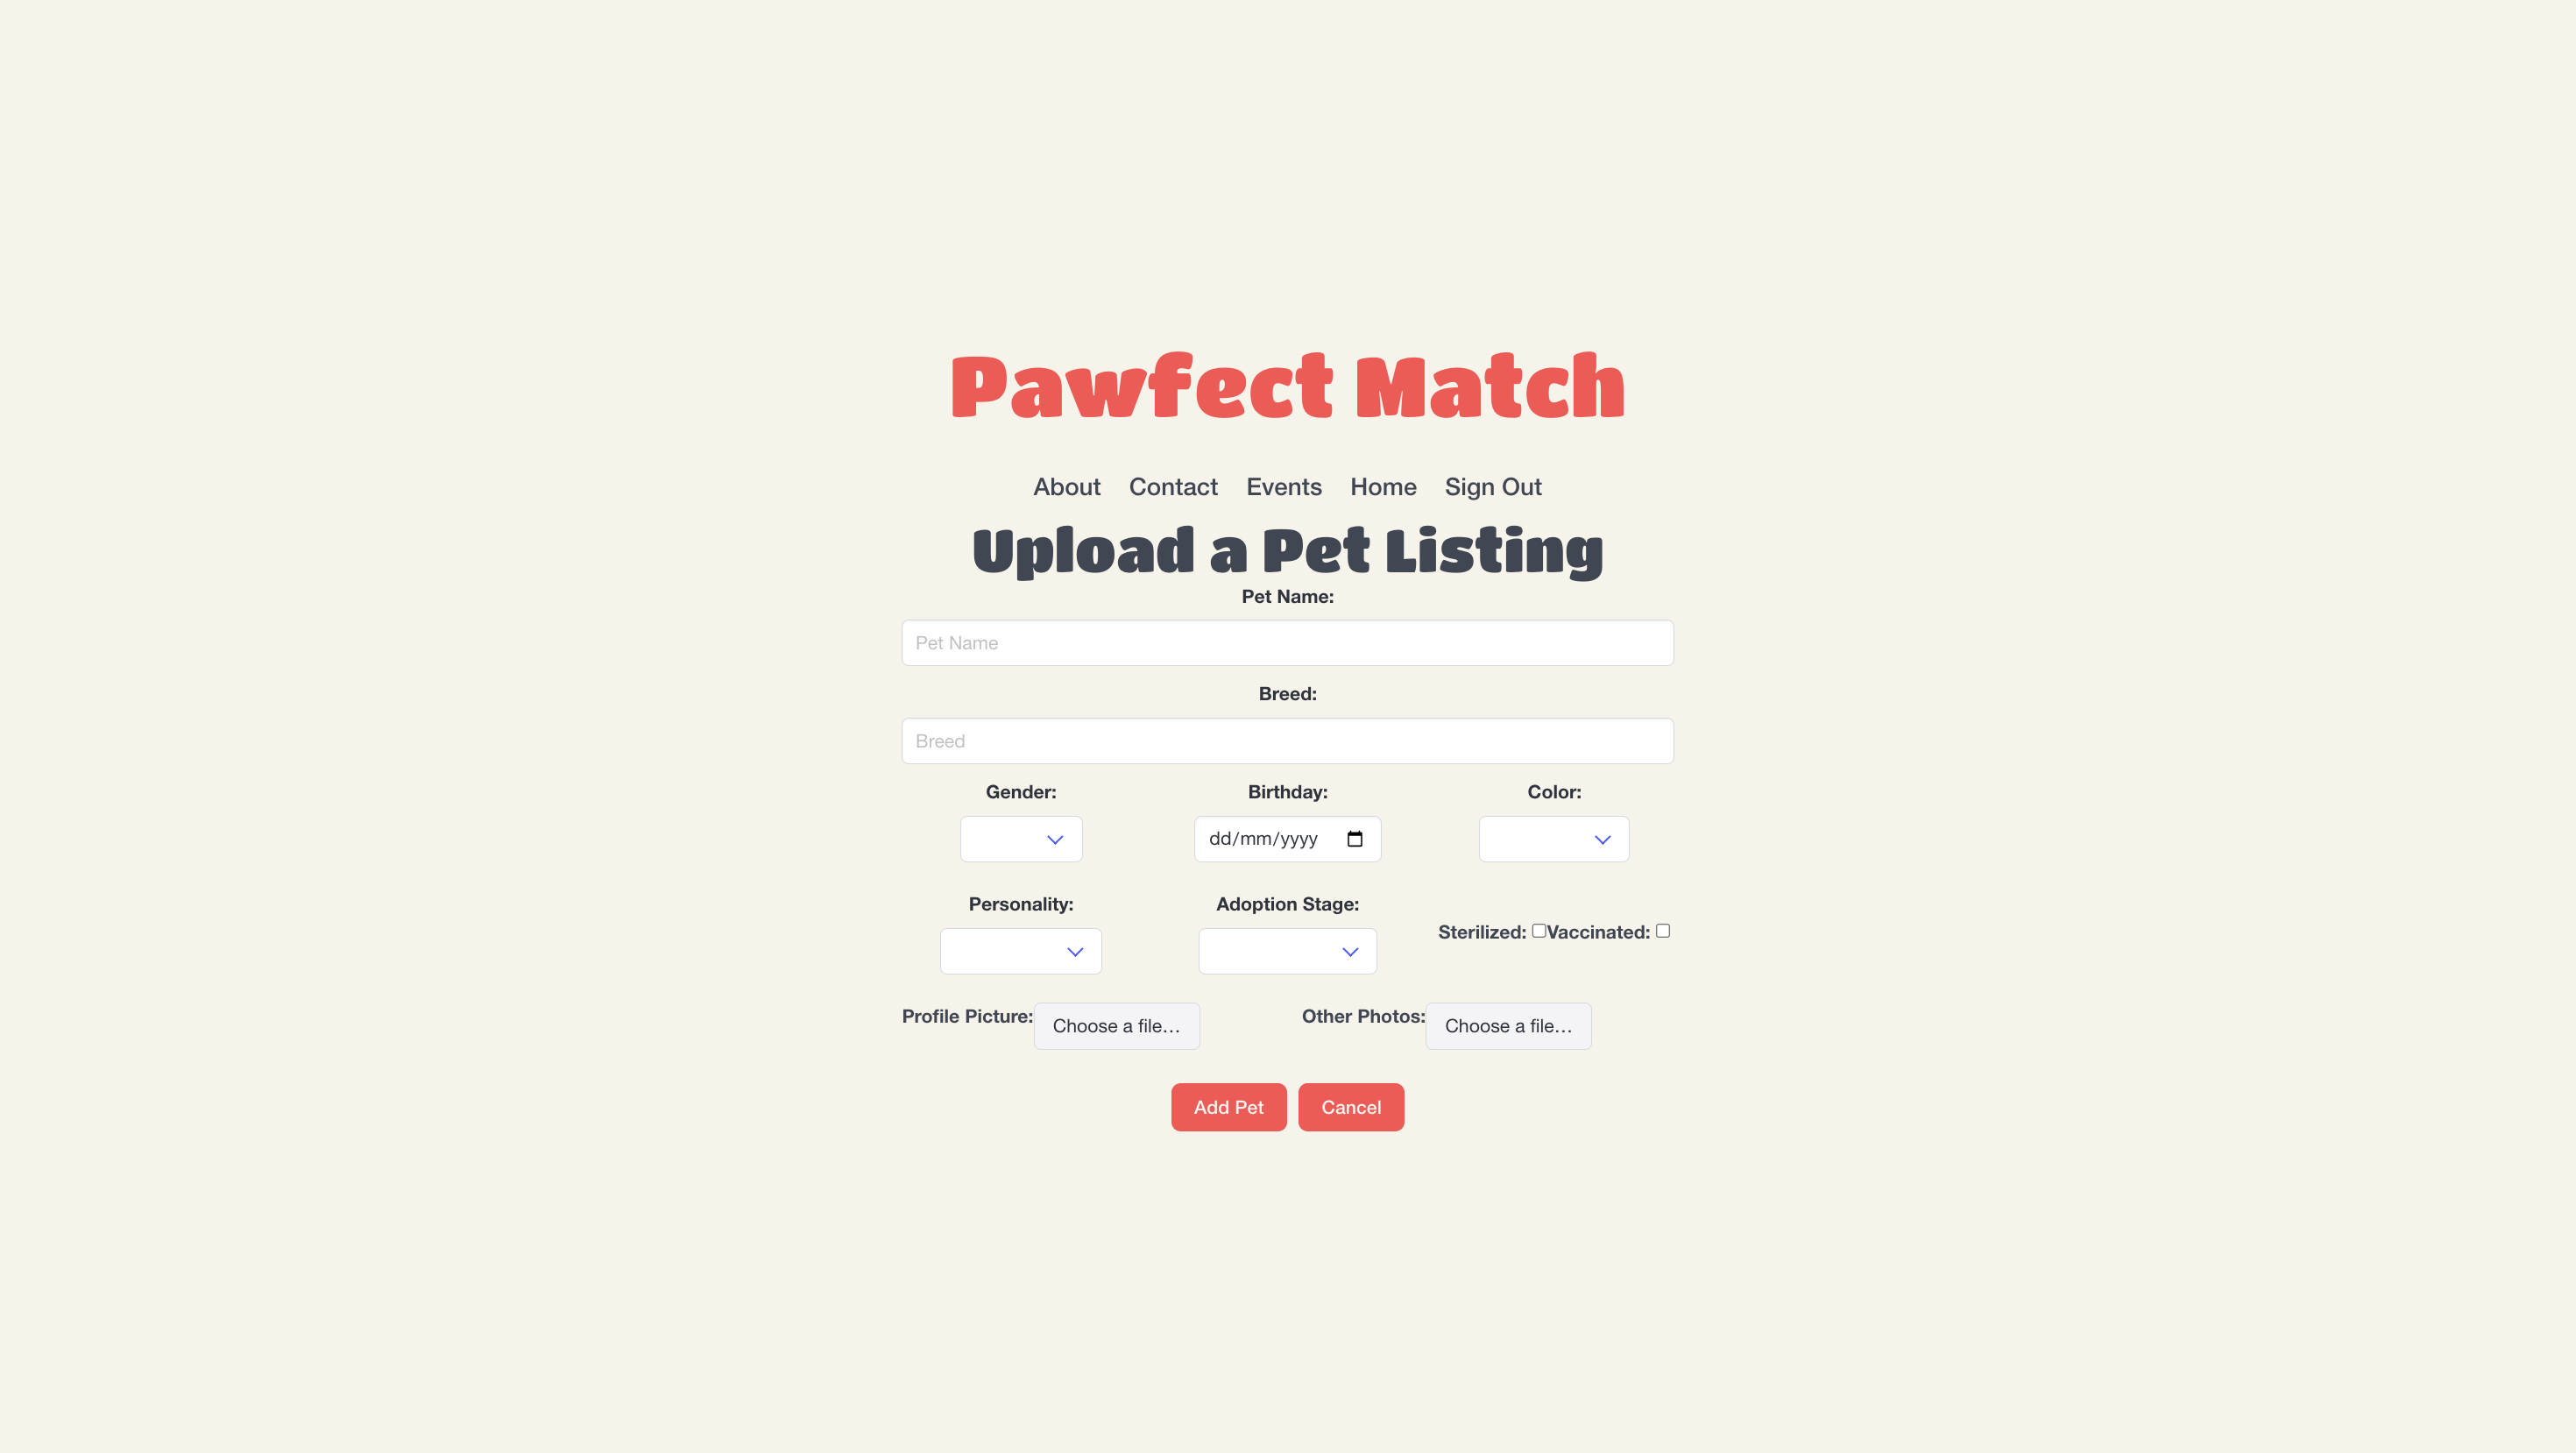 Pawfect Match
About Contact Events Home Sign Out
Upload a Pet Listing
Pet Name:
Pet Name
Breed:
Breed
Gender: Birthday: Color:
dd/mm/yyyy
Personality: Adoption Stage:
Sterilized: Vaccinated:
Profile Picture: Choose a file… Other Photos: Choose a file…
Add Pet Cancel